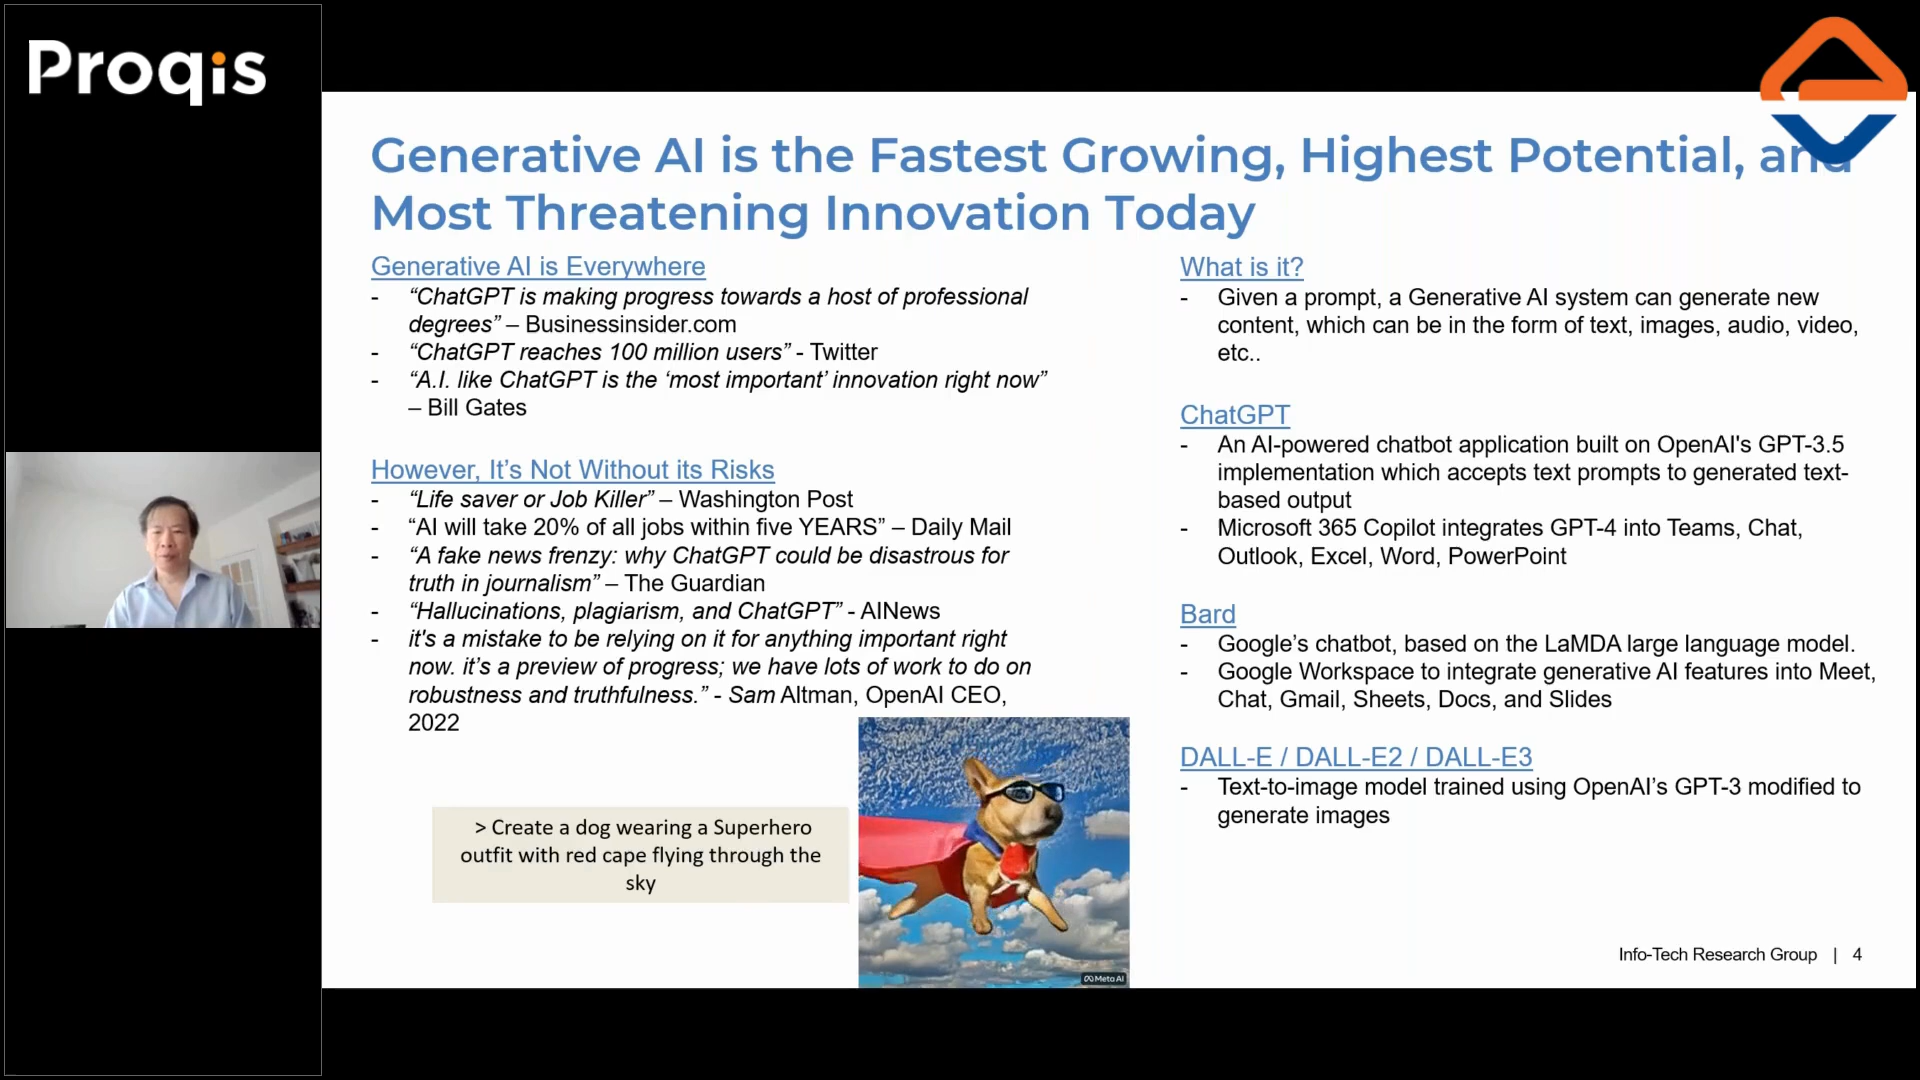 Proqis
Generative AI is the Fastest Growing, Highest Potential, and
Most Threatening Innovation Today
Generative AI is Everywhere
- “ChatGPT is making progress towards a host of professional
degrees” – Businessinsider.com
- “ChatGPT reaches 100 million users” - Twitter
- “A.I. like ChatGPT is the ‘most important’ innovation right now”
– Bill Gates
However, It’s Not Without its Risks
- “Life saver or Job Killer” – Washington Post
- “AI will take 20% of all jobs within five YEARS” – Daily Mail
- “A fake news frenzy: why ChatGPT could be disastrous for
truth in journalism” – The Guardian
- “Hallucinations, plagiarism, and ChatGPT” - AINews
- it's a mistake to be relying on it for anything important right
now. it’s a preview of progress; we have lots of work to do on
robustness and truthfulness.” - Sam Altman, OpenAI CEO,
2022
> Create a dog wearing a Superhero
outfit with red cape flying through the
sky
Meta AI
What is it?
- Given a prompt, a Generative AI system can generate new
content, which can be in the form of text, images, audio, video,
etc..
ChatGPT
- An AI-powered chatbot application built on OpenAI's GPT-3.5
implementation which accepts text prompts to generated text-
based output
- Microsoft 365 Copilot integrates GPT-4 into Teams, Chat,
Outlook, Excel, Word, PowerPoint
Bard
- Google’s chatbot, based on the LaMDA large language model.
- Google Workspace to integrate generative AI features into Meet,
Chat, Gmail, Sheets, Docs, and Slides
DALL-E / DALL-E2 / DALL-E3
- Text-to-image model trained using OpenAI’s GPT-3 modified to
generate images
Info-Tech Research Group | 4